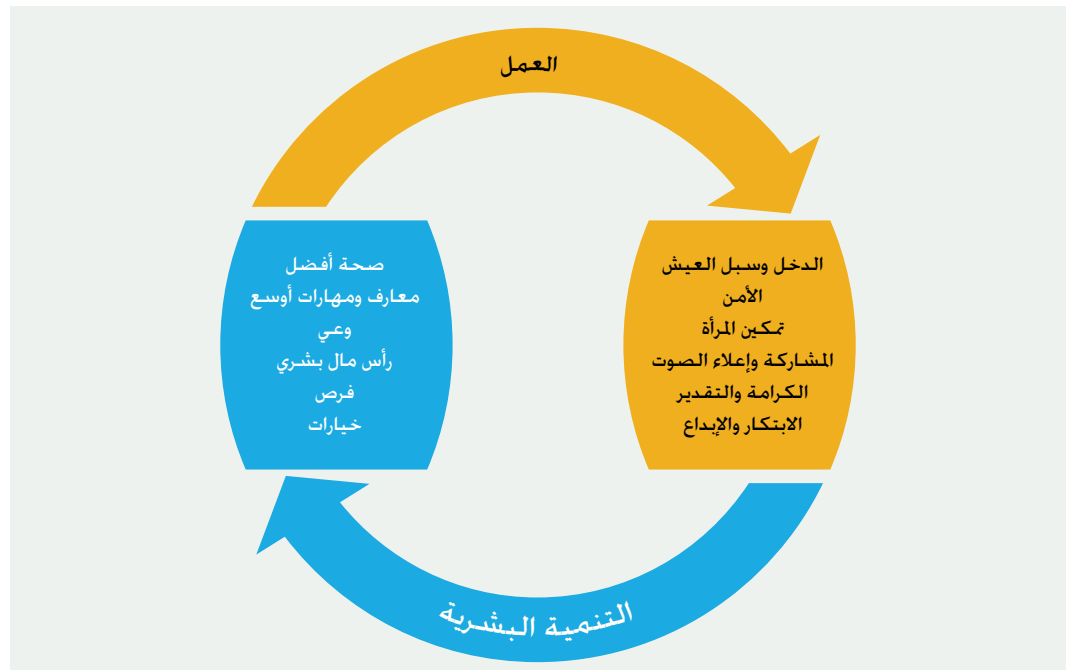 العمل
الدخل وسبل العيش
الأمن
تمكين المرأة
المشاركة وإعلاء الصوت
الكرامة والتقدير
الابتكار والإبداع
صحة أفضل
معارف ومهارات أوسع
وعي
رأس مال بشري
فرص
خيارات
التنمية البشرية